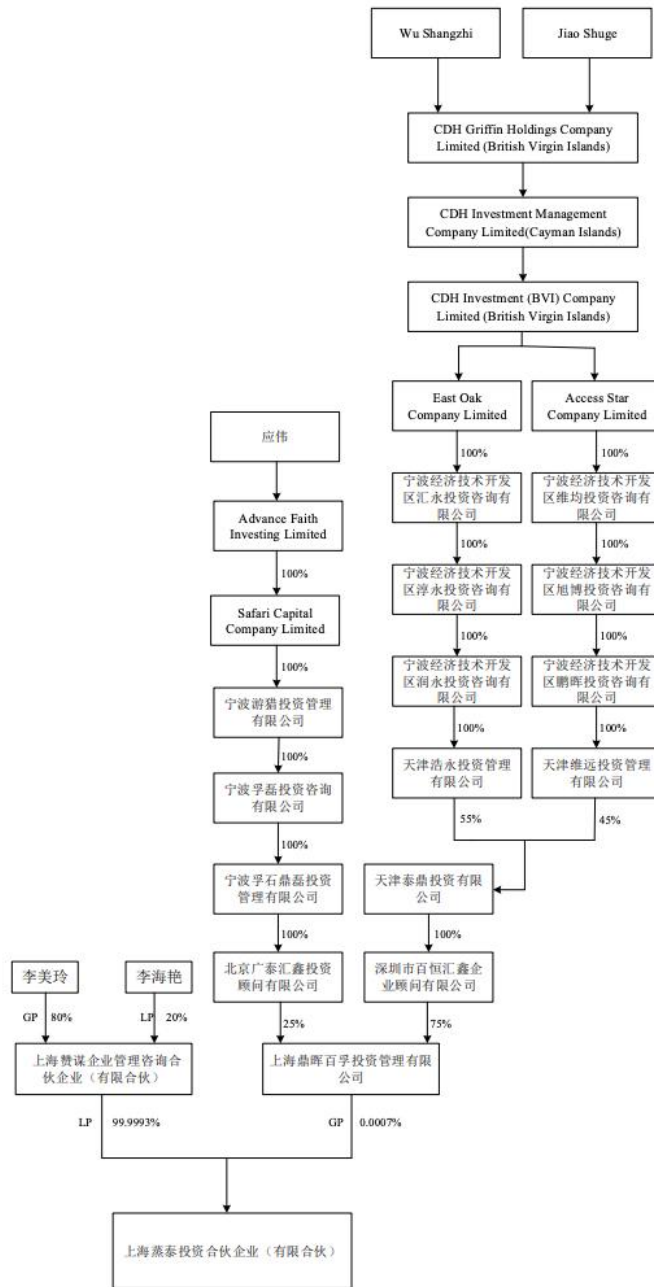 Wu Shangzhi
Jiao Shuge
CDH Griffin Holdings Company
Limited (British Virgin Islands)
CDH Investment Management
Company Limited(Cayman Islands)
CDH Investment (BVI) Company
Limited (British Virgin Islands)
East Oak
Company Limited
Access Star
Company Limited
应伟
100%
100%
宁波经济技术开发
区汇永投资咨询有
限公司
宁波经济技术开发
区维均投资咨询有
限公司
Advance Faith
Investing Limited
100%
100%
100%
宁波经济技术开发
区淳永投资咨询有
限公司
宁波经济技术开发
区旭博投资咨询有
限公司
Safari Capital
Company Limited
100%
100%
100%
宁波经济技术开发
区润永投资咨询有
限公司
宁波经济技术开发
区鹏晖投资咨询有
限公司
宁波游猎投资管理
有限公司
100%
100%
100%
天津浩永投资管理
有限公司
天津维远投资管理
有限公司
宁波孚磊投资咨询
有限公司
55%
45%
100%
宁波孚石鼎磊投资
管理有限公司
天津泰鼎投资有限公
司
100%
100%
李美玲
李海艳
北京广泰汇鑫投资
顾问有限公司
深圳市百恒汇鑫企
业顾问有限公司
GP 80%
LP 20%
25%
75%
上海赞谋企业管理咨询合
伙企业（有限合伙）
上海鼎晖百孚投资管理有限
公司
LP 99.9993%
GP 0.0007%
上海蒸泰投资合伙企业（有限合伙）